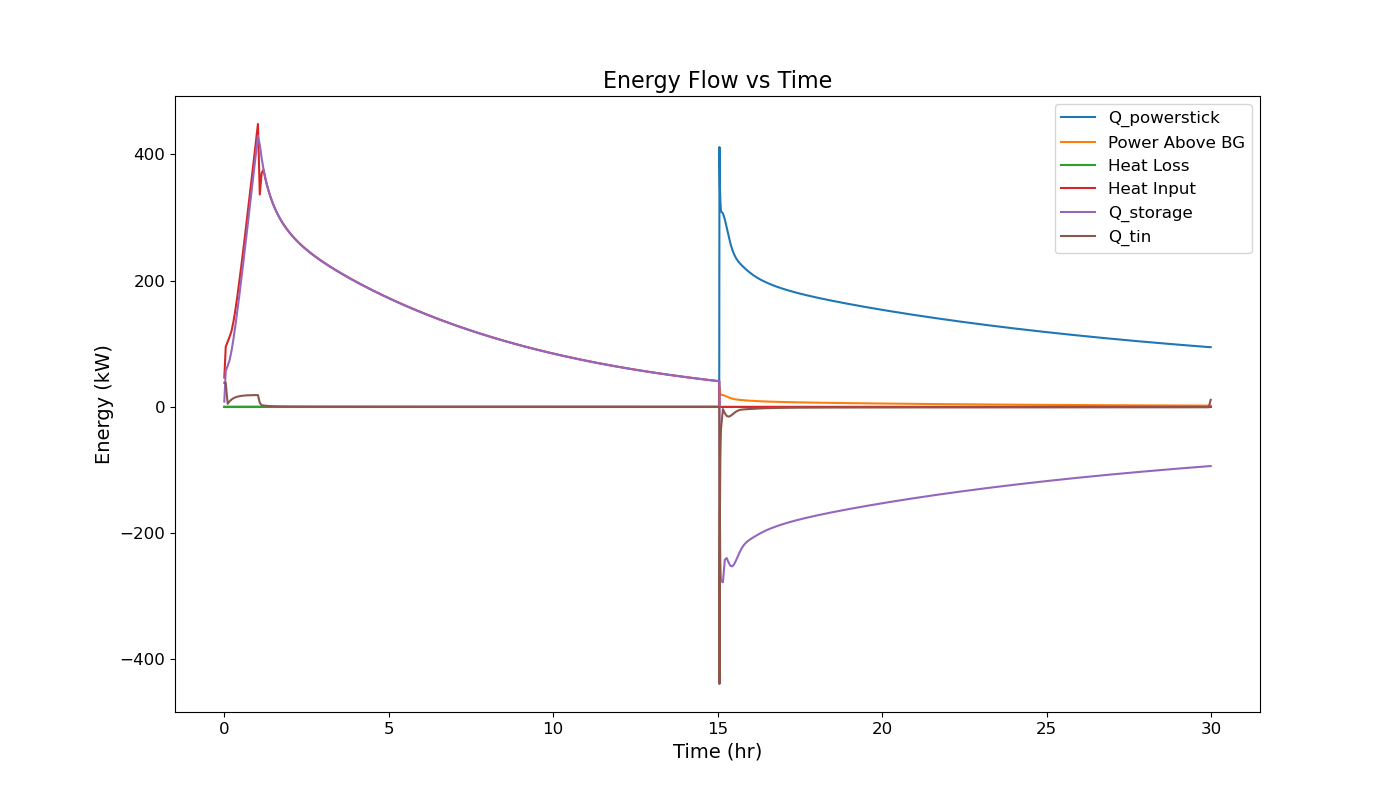 Energy Flow vs Time
Q_powerstick
Power Above BG
Heat Loss
Heat Input
Q_storage
Q_tin
400
200
0
−200
−400
Energy (kW)
0 5 10 15 20 25 30
Time (hr)